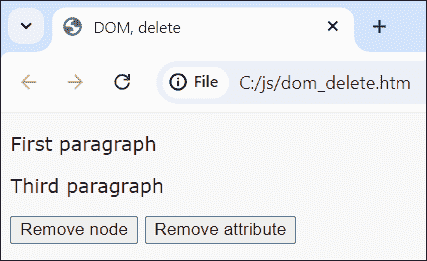 DOM, delete
File C:/js/dom_delete.htm
First paragraph
Third paragraph
Remove node Remove attribute